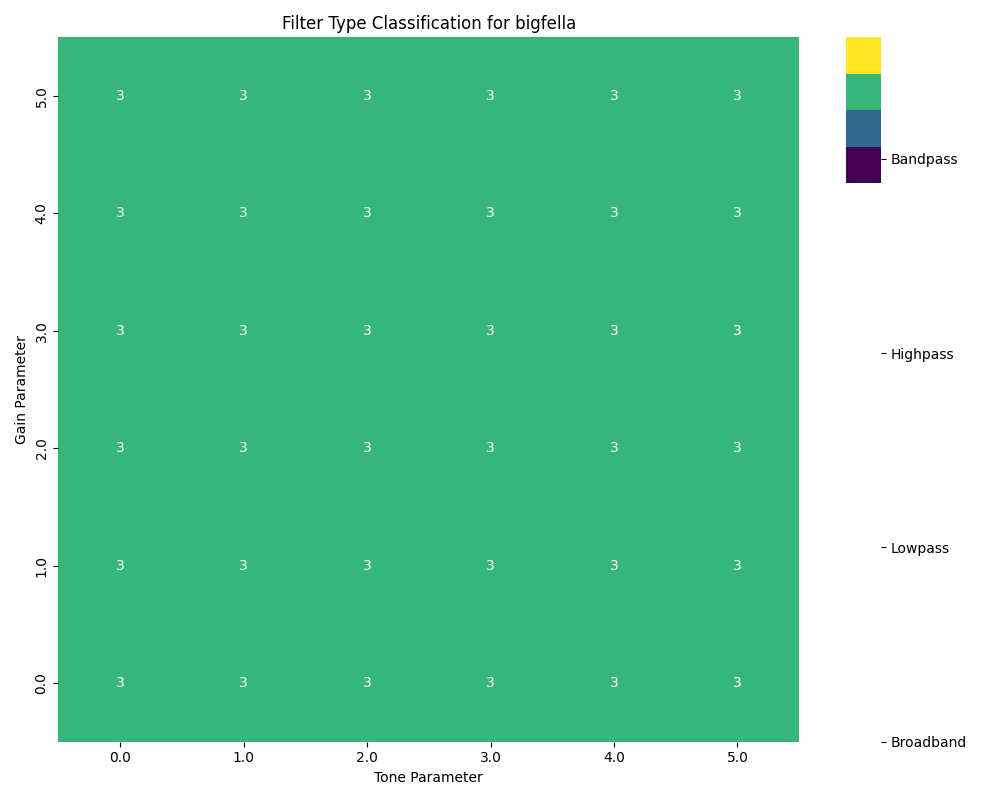 Filter Type Classification for bigfella
Gain Parameter
5.0 3 3 3 3 3 3
4.0 3 3 3 3 3 3
3.0 3 3 3 3 3 3
2.0 3 3 3 3 3 3
1.0 3 3 3 3 3 3
0.0 3 3 3 3 3 3
0.0 1.0 2.0 3.0 4.0 5.0
Tone Parameter
Bandpass
Highpass
Lowpass
Broadband